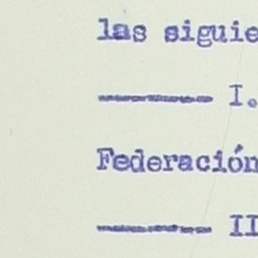 las siguie
——— I.
Federación
——— II